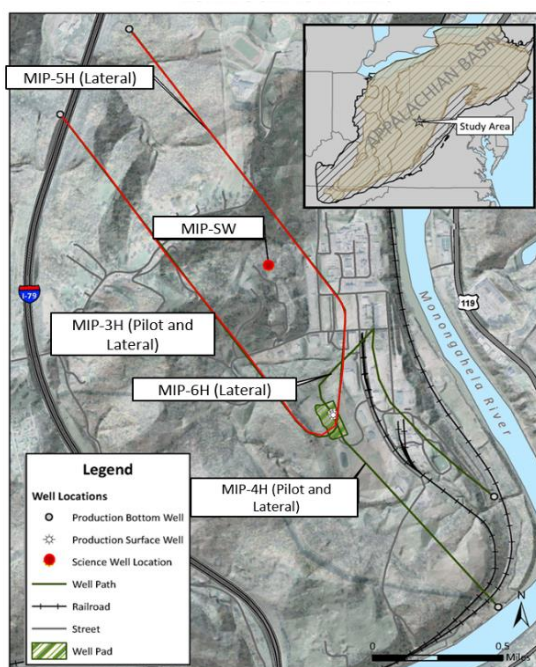 MIP-5H (Lateral)
APPALACHIAN BASIN
Study Area
MIP-SW
I-79
119
MIP-3H (Pilot and
Lateral)
Monongahela River
MIP-6H (Lateral)
MIP-4H (Pilot and
Lateral)
Legend
Well Locations
Production Bottom Well
Production Surface Well
Science Well Location
Well Path
Railroad
Street
Well Pad
N
0
0.5
Miles